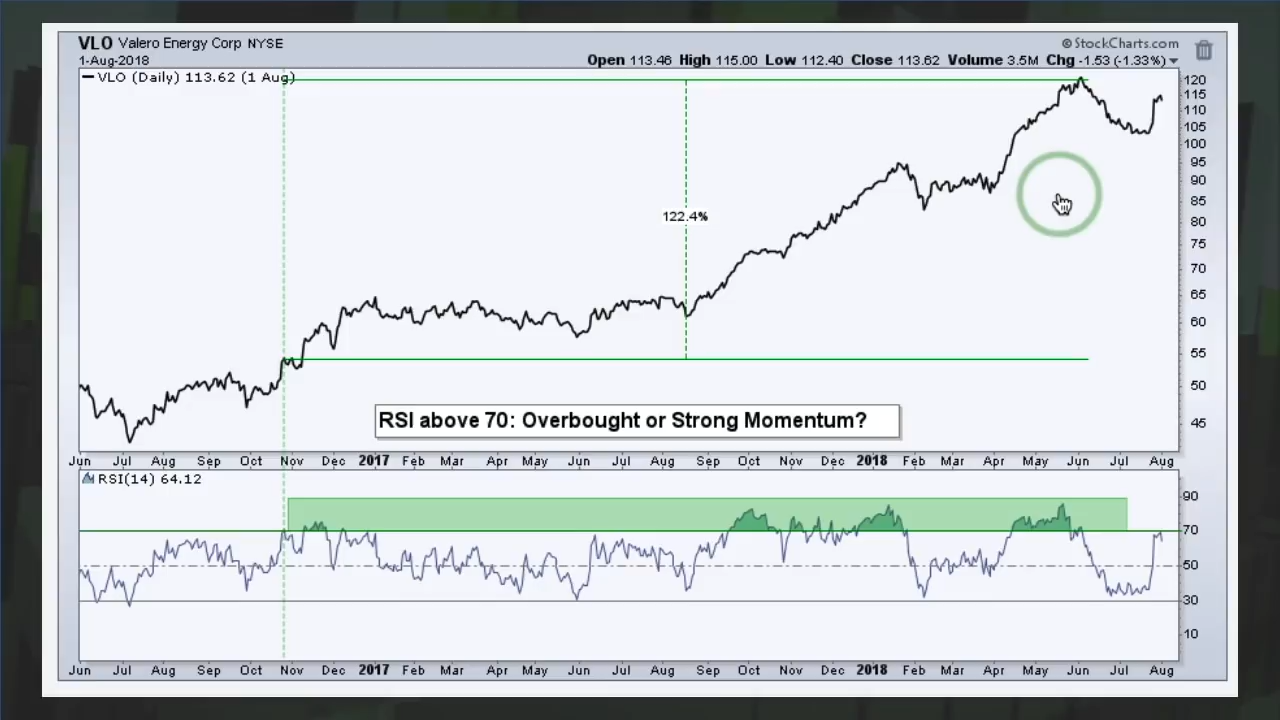 VLO Valero Energy Corp NYSE
© StockCharts.com
1-Aug-2018
Open 113.46 High 115.00 Low 112.40 Close 113.62 Volume 3.5M Chg -1.53 (-1.33%)
VLO (Daily) 113.62 (1 Aug)
120
115
110
105
100
95
90
85
80
75
70
65
60
55
50
45
122.4%
RSI above 70: Overbought or Strong Momentum?
Jun Jul Aug Sep Oct Nov Dec 2017 Feb Mar Apr May Jun Jul Aug Sep Oct Nov Dec 2018 Feb Mar Apr May Jun Jul Aug
RSI(14) 64.12
90
70
50
30
10
Jun Jul Aug Sep Oct Nov Dec 2017 Feb Mar Apr May Jun Jul Aug Sep Oct Nov Dec 2018 Feb Mar Apr May Jun Jul Aug